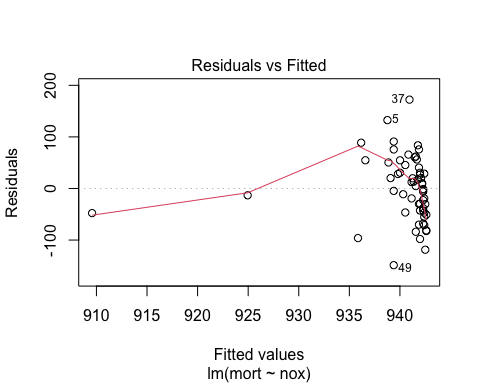 Residuals vs Fitted
Residuals
200
100
0
-100
37
5
49
910 915 920 925 930 935 940
Fitted values
lm(mort ~ nox)